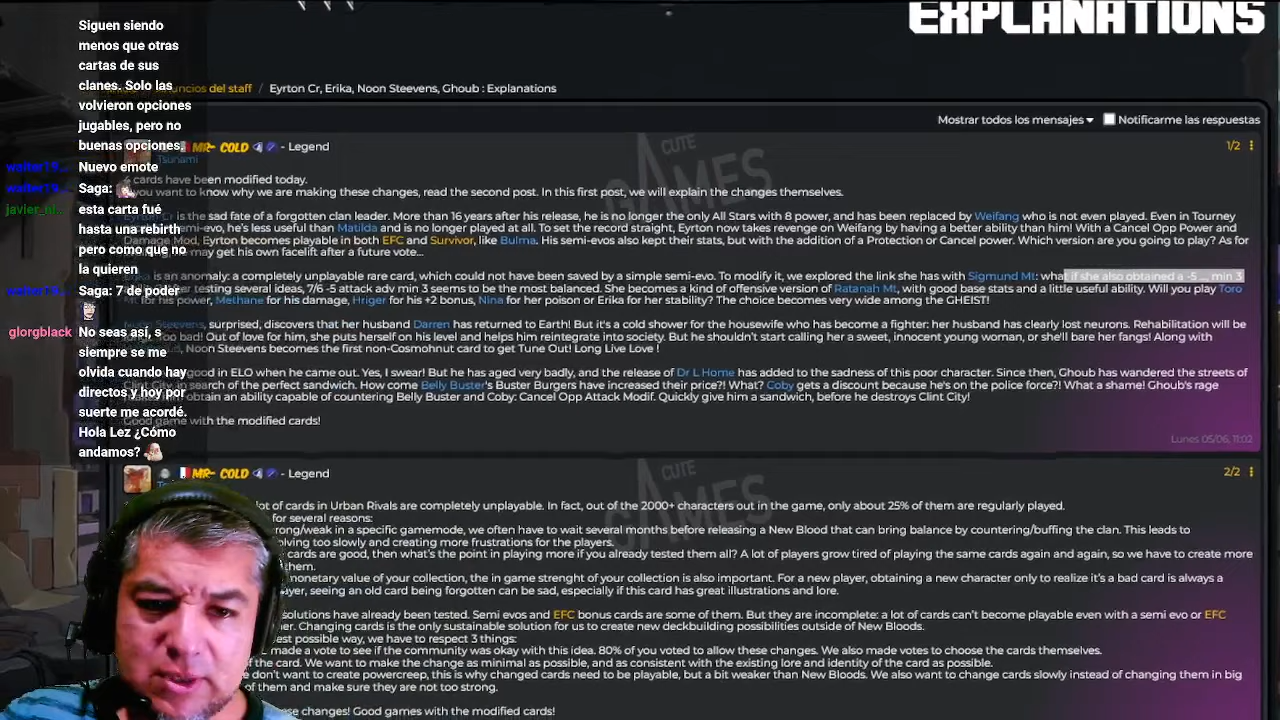 EXPLANATIONS
Siguen siendo
menos que otras
cartas de sus
clanes. Solo las
volvieron opciones
jugables, pero no
buenas opciones.
walter19... Nuevo emote
walter19... Saga:
javier_ul... esta carta fué
hasta una rebirth
pero como que no
la quieren
walter19... Saga: 7 de poder
glorgblack No seas así, s
siempre se me
olvida cuando hay
directos y hoy por
suerte me acordé.
Hola Lez ¿Cómo
andamos?
Anuncios del staff / Eyrton Cr, Erika, Noon Steevens, Ghoub : Explanations
Mostrar todos los mensajes Notificarme las respuestas
MR- COLD - Legend 1/2
Tsunami
ACUTE GAMES
cards have been modified today.
you want to know why we are making these changes, read the second post. In this first post, we will explain the changes themselves.
Cr is the sad fate of a forgotten clan leader. More than 16 years after his release, he is no longer the only All Stars with 8 power, and has been replaced by Weifang who is not even played. Even in Tourney
semi-evo, he's less useful than Matilda and is no longer played at all. To set the record straight, Eyrton now takes revenge on Weifang by having a better ability than him! With a Cancel Opp Power and
Damage Mod, Eyrton becomes playable in both EFC and Survivor, like Bulma. His semi-evos also kept their stats, but with the addition of a Protection or Cancel power. Which version are you going to play? As for
may get his own facelift after a future vote...
is an anomaly: a completely unplayable rare card, which could not have been saved by a simple semi-evo. To modify it, we explored the link she has with Sigmund Mt: what if she also obtained a -5 ..., min 3
testing several ideas, 7/6 -5 attack adv min 3 seems to be the most balanced. She becomes a kind of offensive version of Ratanah Mt, with good base stats and a little useful ability. Will you play Toro
Mt for his power, Methane for his damage, Hriger for his +2 bonus, Nina for her poison or Erika for her stability? The choice becomes very wide among the GHEIST!
Steevens, surprised, discovers that her husband Darren has returned to Earth! But it's a cold shower for the housewife who has become a fighter: her husband has clearly lost neurons. Rehabilitation will be
Too bad! Out of love for him, she puts herself on his level and helps him reintegrate into society. But he shouldn't start calling her a sweet, innocent young woman, or she'll bare her fangs! Along with
, Noon Steevens becomes the first non-Cosmohnut card to get Tune Out! Long Live Love !
good in ELO when he came out. Yes, I swear! But he has aged very badly, and the release of Dr L Home has added to the sadness of this poor character. Since then, Ghoub has wandered the streets of
Clint City, in search of the perfect sandwich. How come Belly Buster's Buster Burgers have increased their price?! What? Coby gets a discount because he's on the police force?! What a shame! Ghoub's rage
obtain an ability capable of countering Belly Buster and Coby: Cancel Opp Attack Modif. Quickly give him a sandwich, before he destroys Clint City!
Good game with the modified cards!
Lunes 05/06, 11:02
MR- COLD - Legend 2/2
ACUTE GAMES
lot of cards in Urban Rivals are completely unplayable. In fact, out of the 2000+ characters out in the game, only about 25% of them are regularly played.
for several reasons:
strong/weak in a specific gamemode, we often have to wait several months before releasing a New Blood that can bring balance by countering/buffing the clan. This leads to
evolving too slowly and creating more frustrations for the players.
cards are good, then what's the point in playing more if you already tested them all? A lot of players grow tired of playing the same cards again and again, so we have to create more
them.
monetary value of your collection, the in game strenght of your collection is also important. For a new player, obtaining a new character only to realize it's a bad card is always a
player, seeing an old card being forgotten can be sad, especially if this card has great illustrations and lore.
solutions have already been tested. Semi evos and EFC bonus cards are some of them. But they are incomplete: a lot of cards can't become playable even with a semi evo or EFC
Changing cards is the only sustainable solution for us to create new deckbuilding possibilities outside of New Bloods.
best possible way, we have to respect 3 things:
made a vote to see if the community was okay with this idea. 80% of you voted to allow these changes. We also made votes to choose the cards themselves.
of the card. We want to make the change as minimal as possible, and as consistent with the existing lore and identity of the card as possible.
don't want to create powercreep, this is why changed cards need to be playable, but a bit weaker than New Bloods. We also want to change cards slowly instead of changing them in big
of them and make sure they are not too strong.
these changes! Good games with the modified cards!